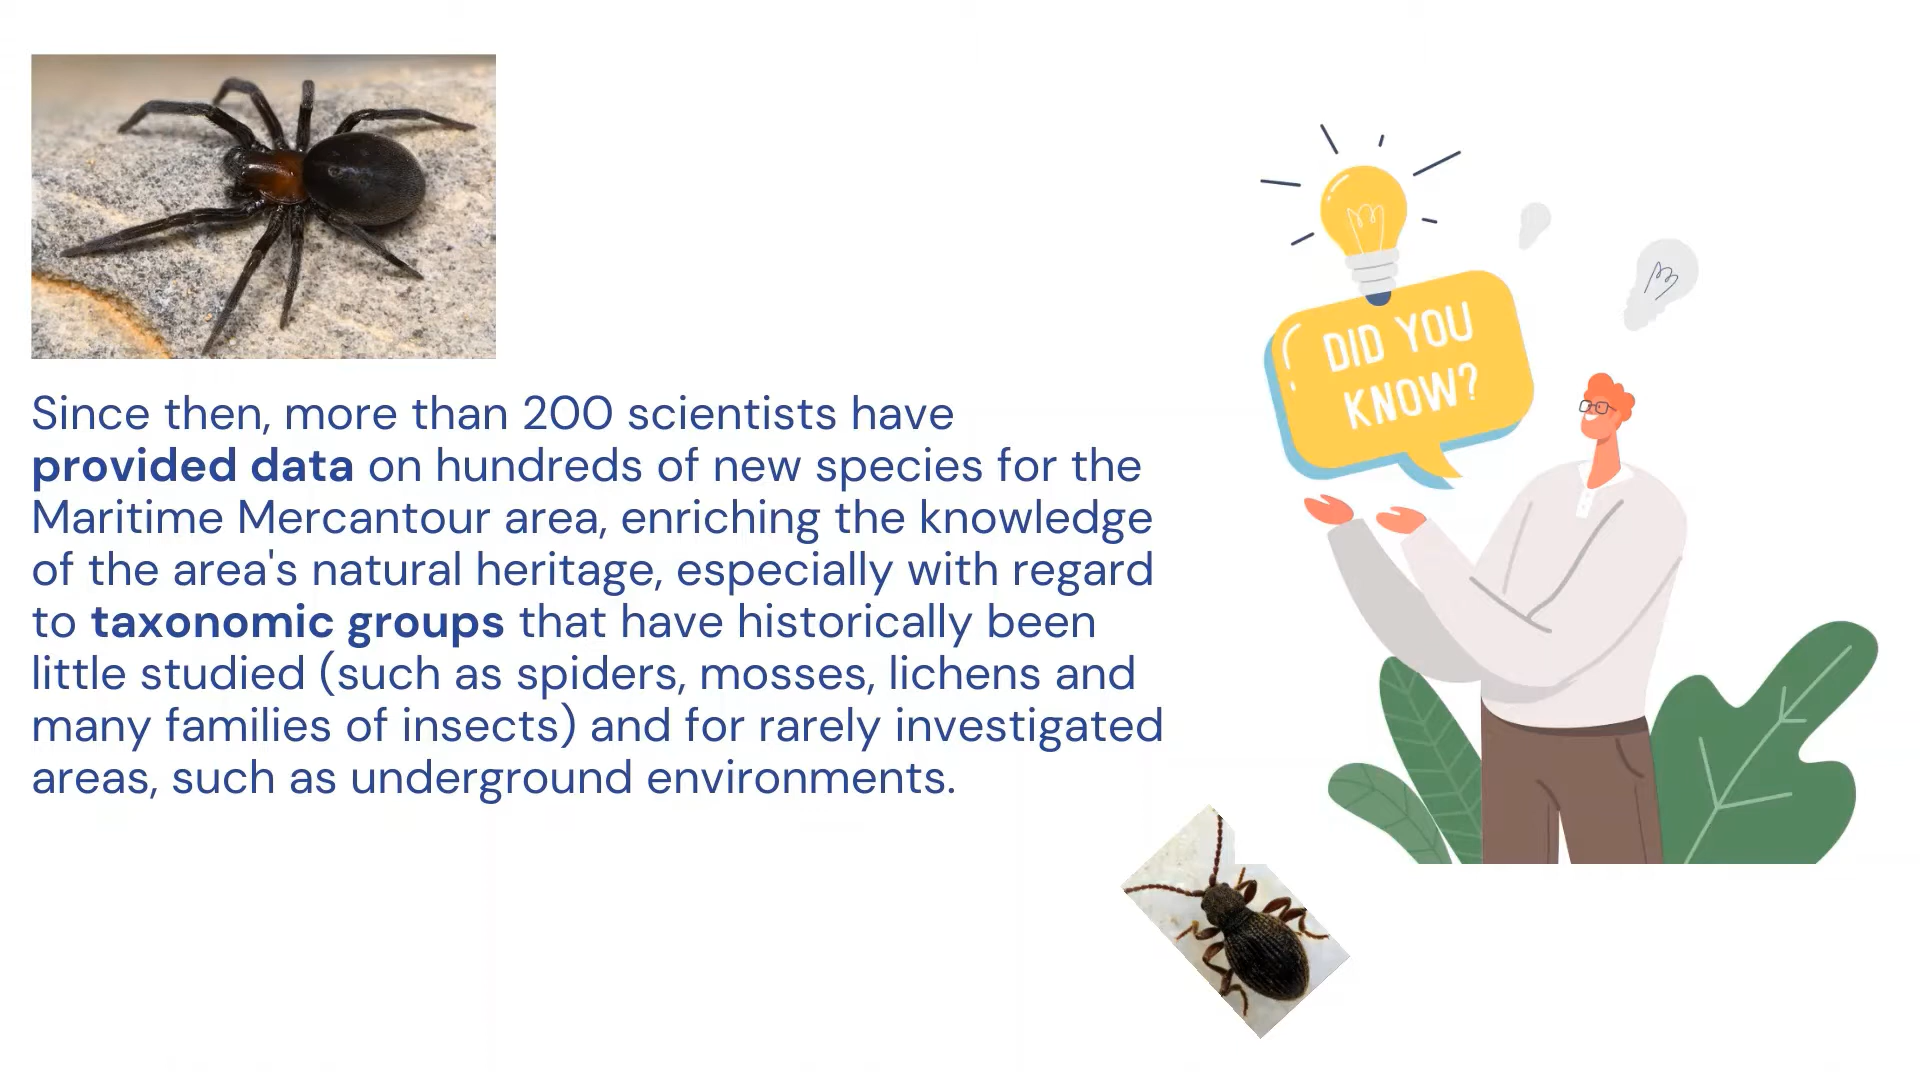 DID YOU
KNOW?
Since then, more than 200 scientists have
provided data on hundreds of new species for the
Maritime Mercantour area, enriching the knowledge
of the area's natural heritage, especially with regard
to taxonomic groups that have historically been
little studied (such as spiders, mosses, lichens and
many families of insects) and for rarely investigated
areas, such as underground environments.